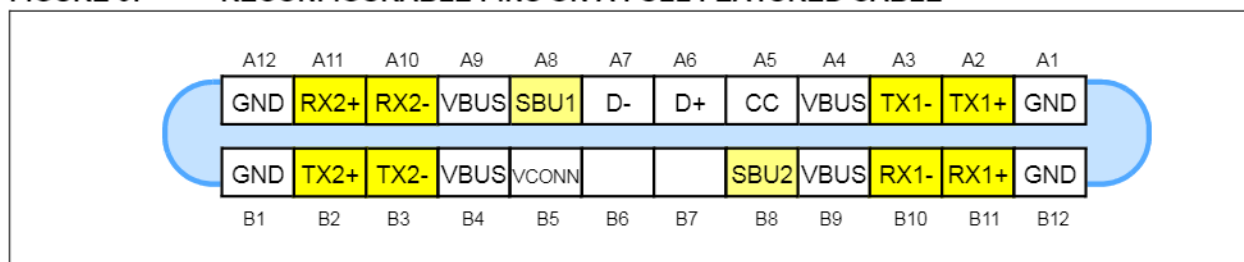 A12 A11 A10 A9 A8 A7 A6 A5 A4 A3 A2 A1
GND RX2+ RX2- VBUS SBU1 D- D+ CC VBUS TX1- TX1+ GND
GND TX2+ TX2- VBUS VCONN SBU2 VBUS RX1- RX1+ GND
B1 B2 B3 B4 B5 B6 B7 B8 B9 B10 B11 B12